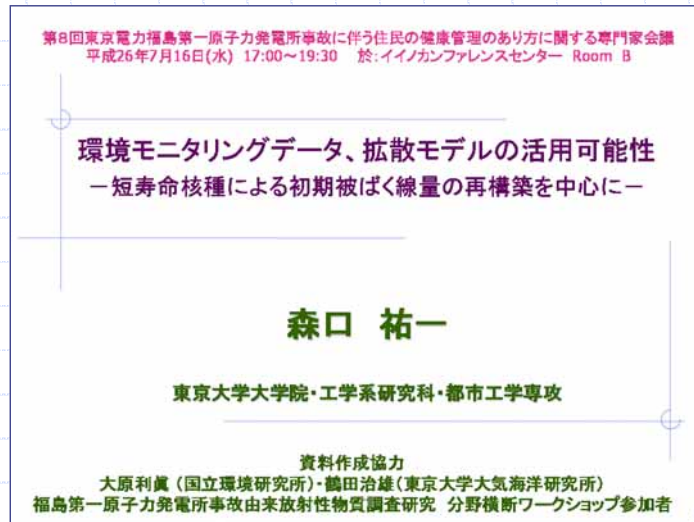 第8回東京電力福島第一原子力発電所事故に伴う住民の健康管理のあり方に関する専門家会議
平成26年7月16日(水) 17:00～19:30 於:イイノカンファレンスセンター Room B
環境モニタリングデータ、拡散モデルの活用可能性
－短寿命核種による初期被ばく線量の再構築を中心に－
森口 祐一
東京大学大学院・工学系研究科・都市工学専攻
資料作成協力
大原利眞（国立環境研究所）・鶴田治雄（東京大学大気海洋研究所）
福島第一原子力発電所事故由来放射性物質調査研究 分野横断ワークショップ参加者